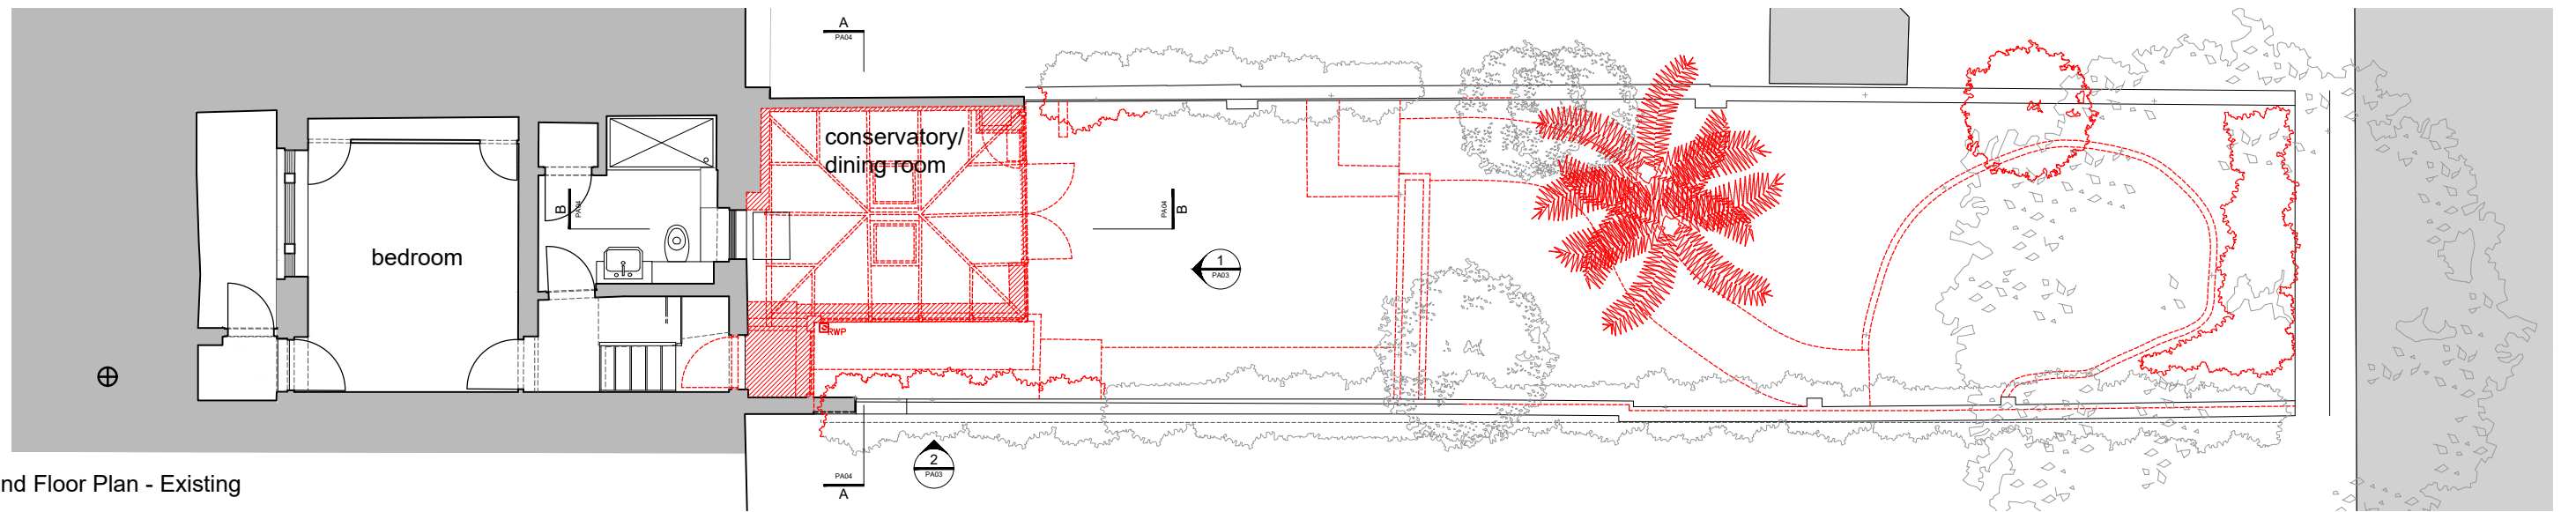 A
PA04
conservatory/
dining room
B
PA04
PA04
B
bedroom
1
PA03
RWP
2
PA03
PA04
A
nd Floor Plan - Existing